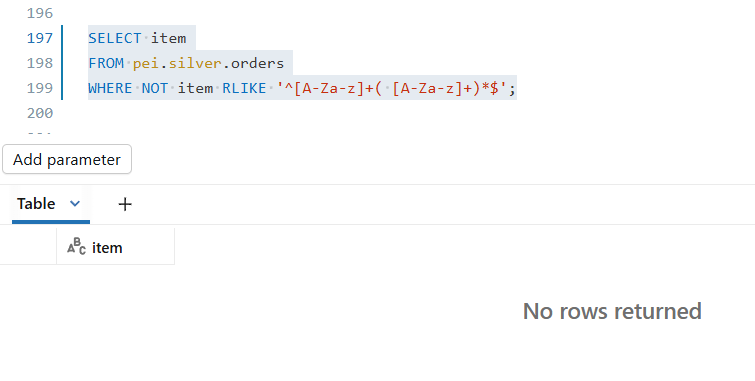 196
197 SELECT item
198 FROM pei.silver.orders
199 WHERE NOT item RLIKE '^[A-Za-z]+( [A-Za-z]+)*$';
200
Add parameter
Table +
ABC item
No rows returned